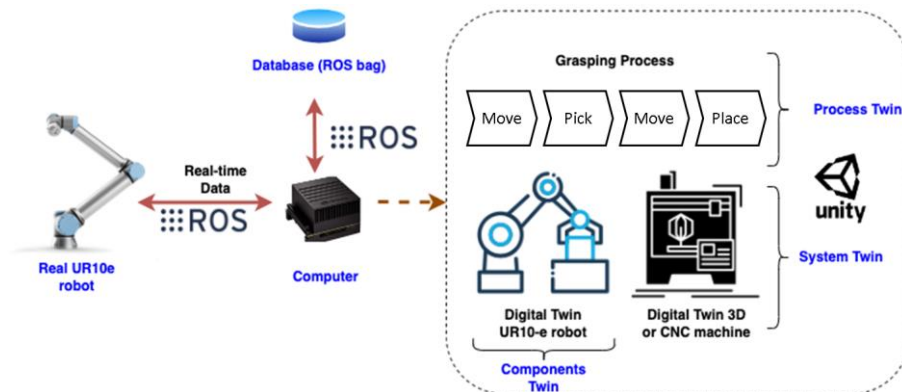 Database (ROS bag)
ROS
Real-time
Data
ROS
Real UR10e
robot
Computer
Grasping Process
Move
Pick
Move
Place
Process Twin
unity
System Twin
Digital Twin
UR10-e robot
Digital Twin 3D
or CNC machine
Components
Twin